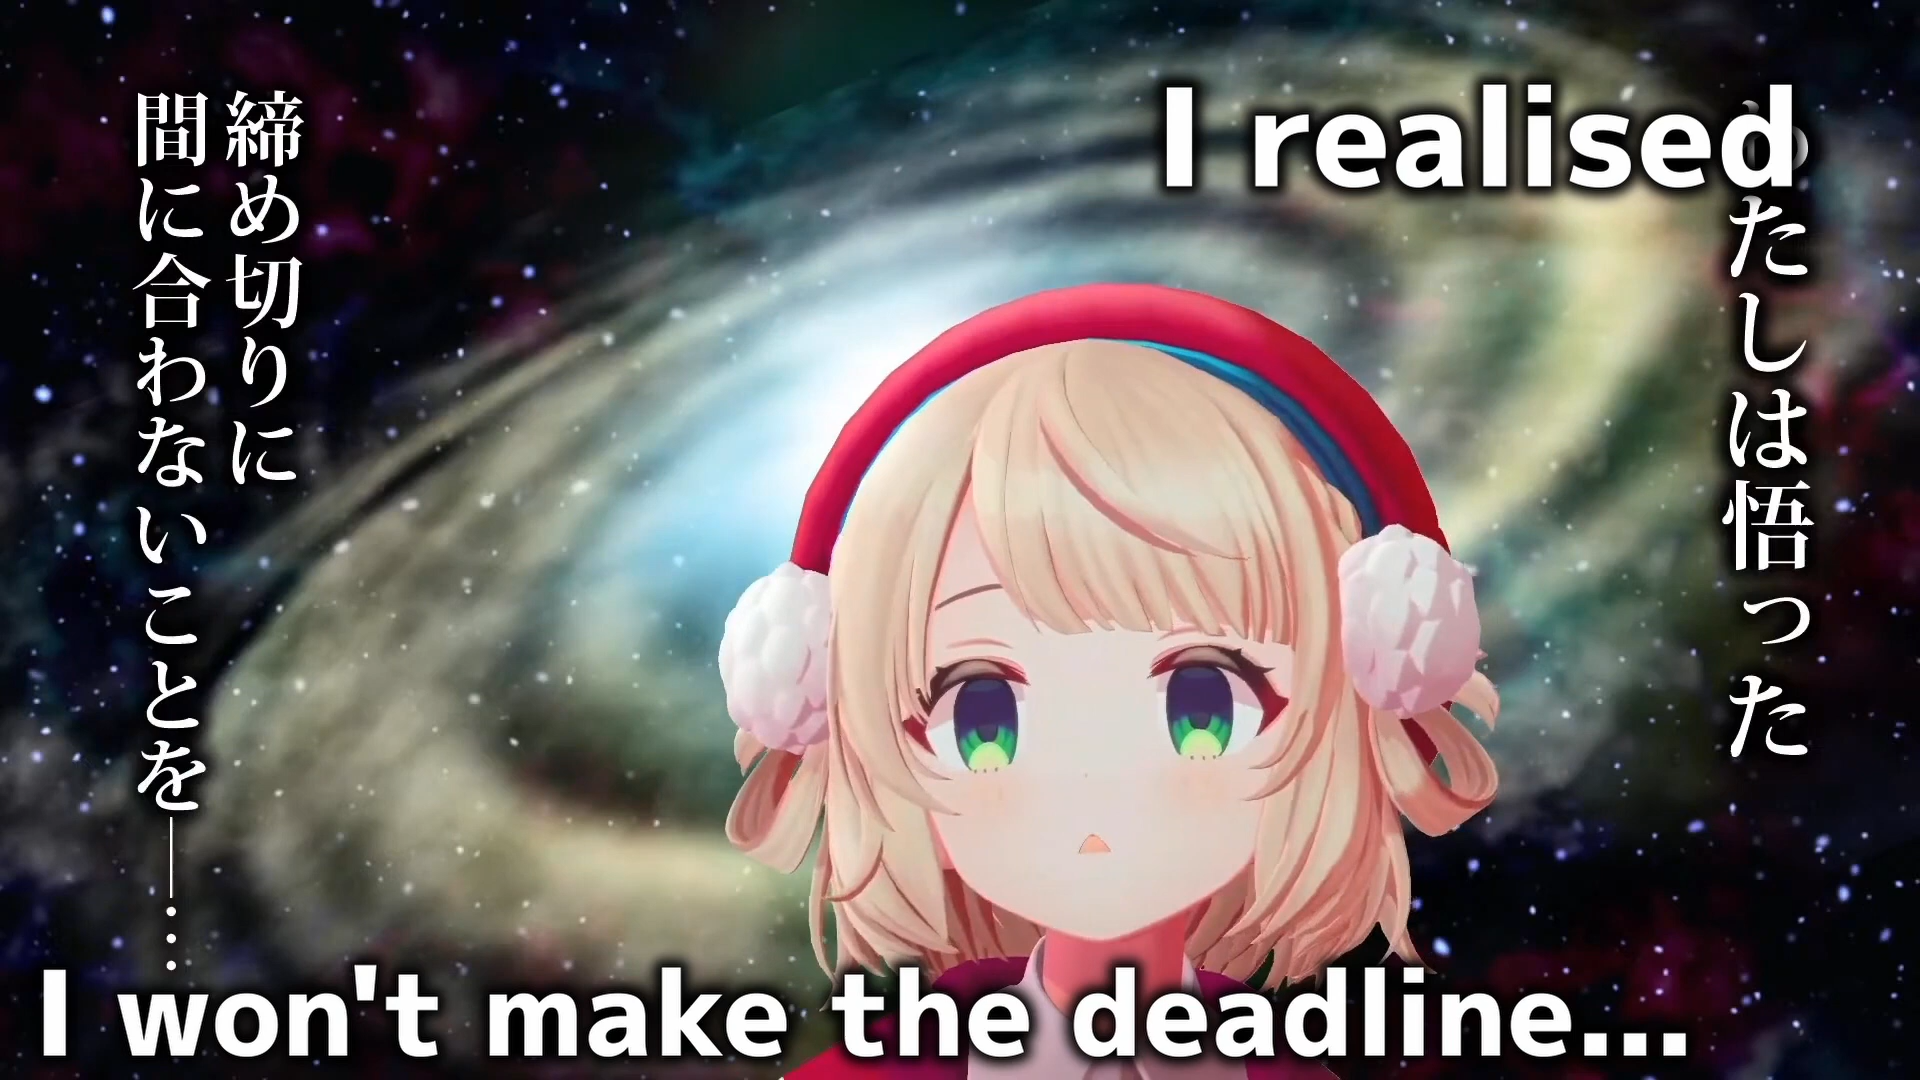 I realised
たしは悟った
締め切りに
間に合わないことを――…
I won't make the deadline...